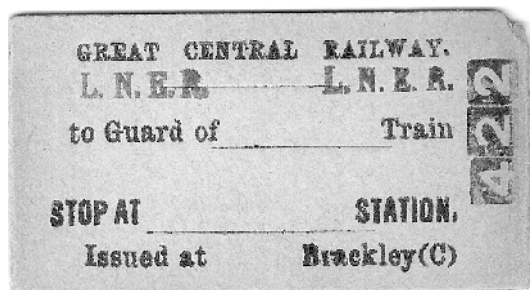 GREAT CENTRAL RAILWAY.
L. N. E. R. L. N. E. R.
to Guard of Train
STOP AT STATION.
Issued at Brackley(C)
422